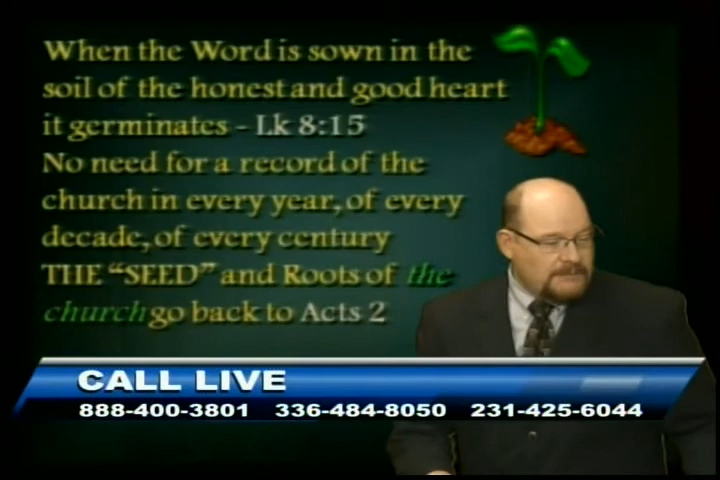 When the Word is sown in the
soil of the honest and good heart
it germinates - Lk 8:15
No need for a record of the
church in every year, of every
decade, of every century
THE "SEED" and Roots of the
church go back to Acts 2
CALL LIVE
888-400-3801 336-484-8050 231-425-6044